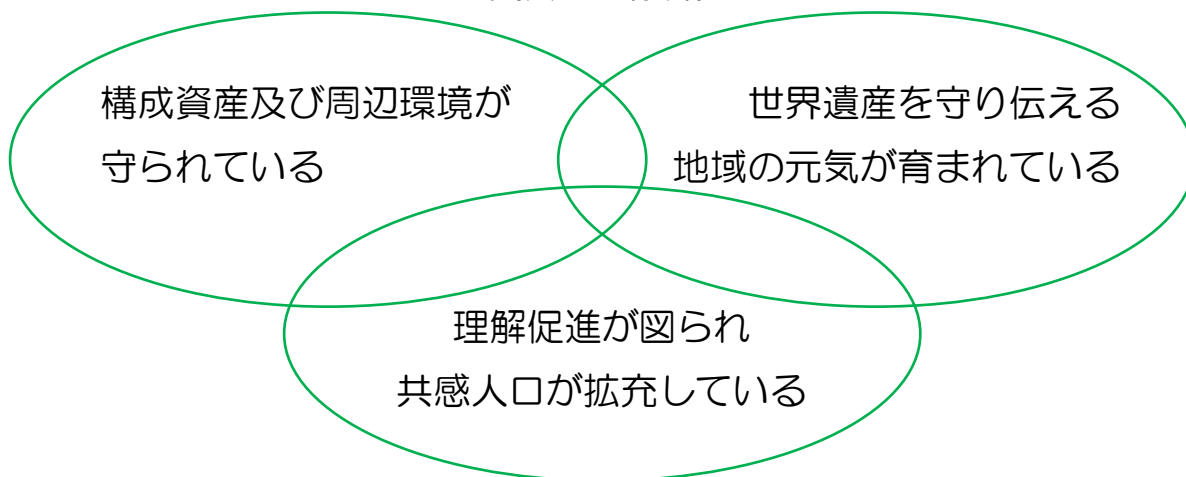 構成資産及び周辺環境が
守られている
世界遺産を守り伝える
地域の元気が育まれている
理解促進が図られ
共感人口が拡充している